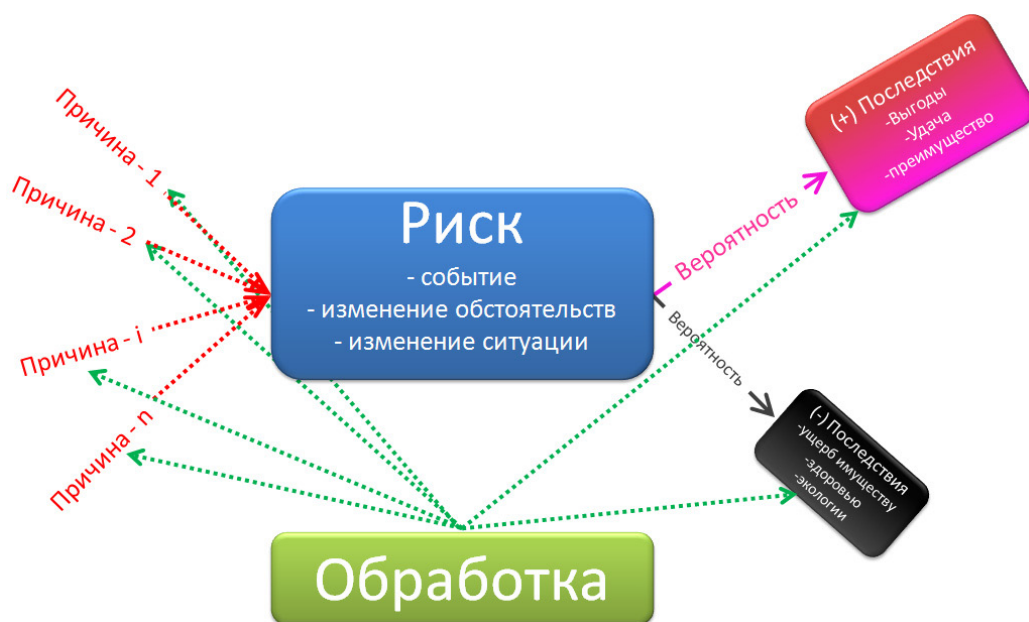 Причина - 1
Причина - 2
Причина - i
Причина - n
Риск
- событие
- изменение обстоятельств
- изменение ситуации
Вероятность
(+) Последствия
-Выгоды
-Удача
-преимущество
Вероятность
(-) Последствия
-ущерб имуществу
-здоровью
-экологии
Обработка